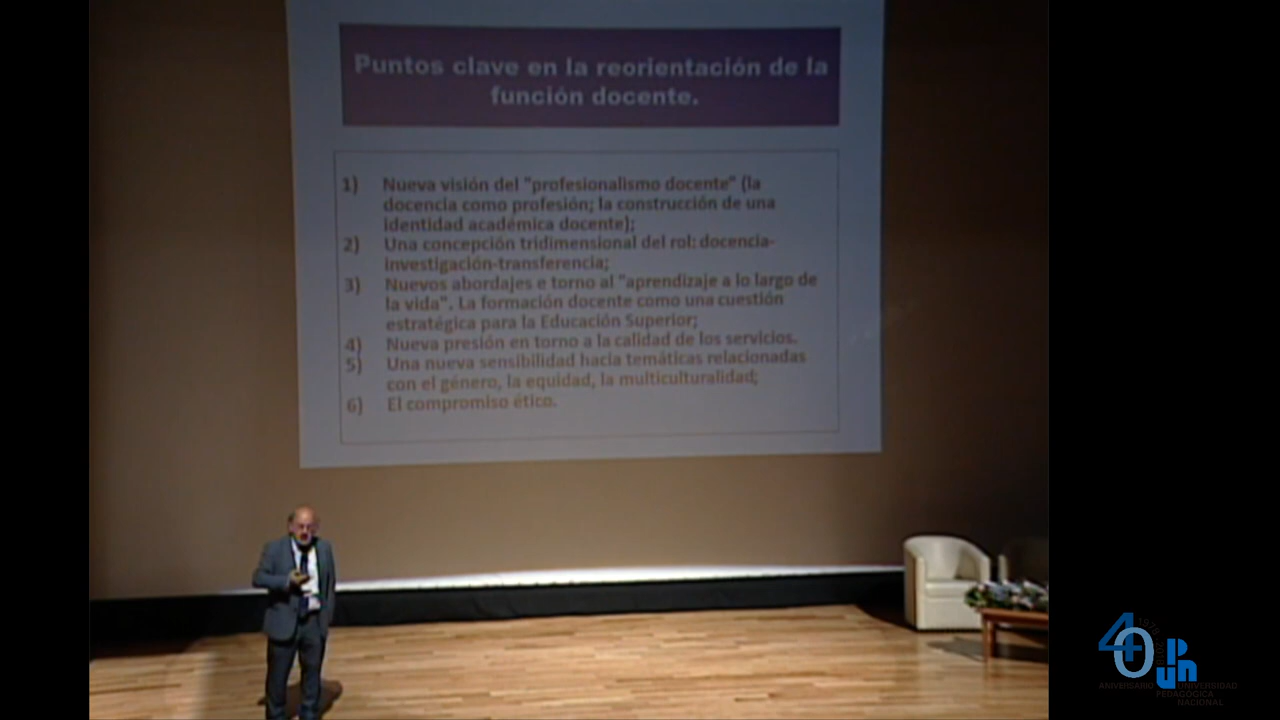 Puntos clave en la reorientación de la
función docente.
1) Nueva visión del "profesionalismo docente" (la
docencia como profesión; la construcción de una
identidad académica docente);
2) Una concepción tridimensional del rol: docencia-
investigación-transferencia;
3) Nuevos abordajes e torno al "aprendizaje a lo largo de
la vida". La formación docente como una cuestión
estratégica para la Educación Superior;
4) Nueva presión en torno a la calidad de los servicios.
5) Una nueva sensibilidad hacia temáticas relacionadas
con el género, la equidad, la multiculturalidad;
6) El compromiso ético.
40
upn
ANIVERSARIO UNIVERSIDAD
PEDAGÓGICA
NACIONAL